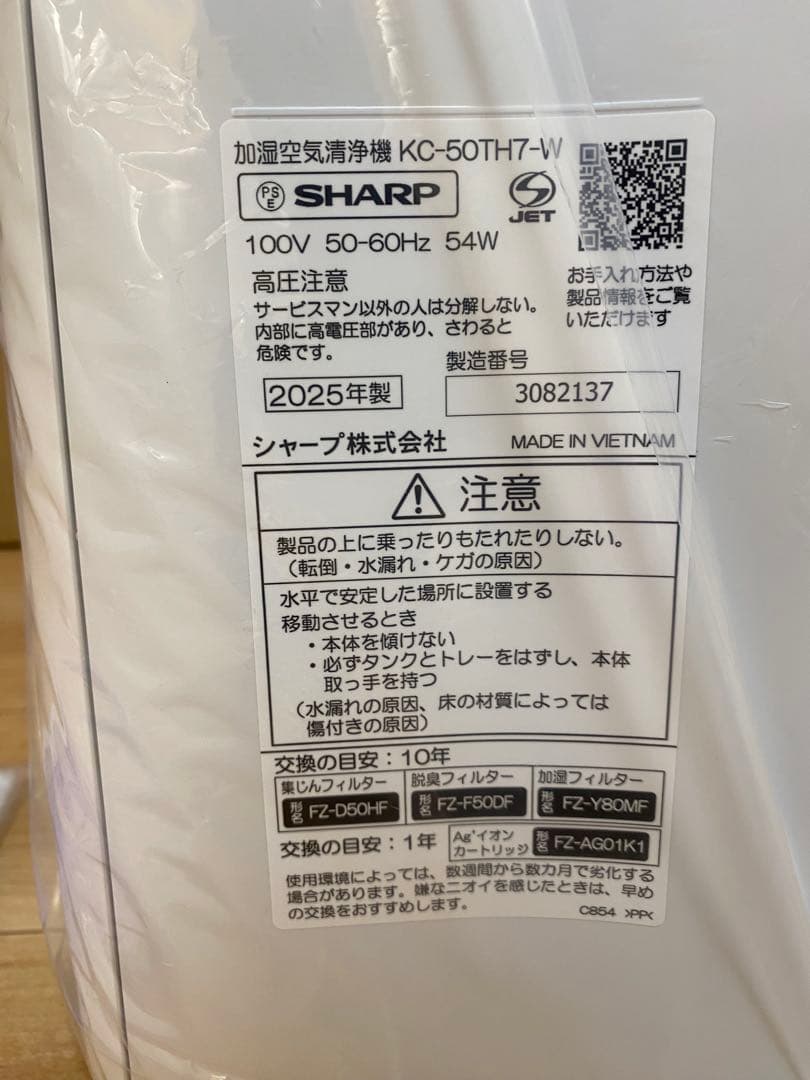 加湿空気清浄機 KC-50TH7-W
PSE SHARP
JET
100V 50-60Hz 54W
お手入れ方法や
製品情報をご覧
いただけます
高圧注意
サービスマン以外の人は分解しない。
内部に高電圧部があり、さわると
危険です。
製造番号
2025年製
3082137
シャープ株式会社 MADE IN VIETNAM
注意
製品の上に乗ったりもたれたりしない。
（転倒・水漏れ・ケガの原因）
水平で安定した場所に設置する
移動させるとき
・本体を傾けない
・必ずタンクとトレーをはずし、本体
取っ手を持つ
（水漏れの原因、床の材質によっては
傷付きの原因）
交換の目安：10年
集じんフィルター 脱臭フィルター 加湿フィルター
形名 FZ-D50HF 形名 FZ-F50DF 形名 FZ-Y80MF
交換の目安：1年 Ag⁺イオンカートリッジ 形名 FZ-AG01K1
使用環境によっては、数週間から数カ月で劣化する
場合があります。嫌なニオイを感じたときは、早め
の交換をおすすめします。
C854 >PP<